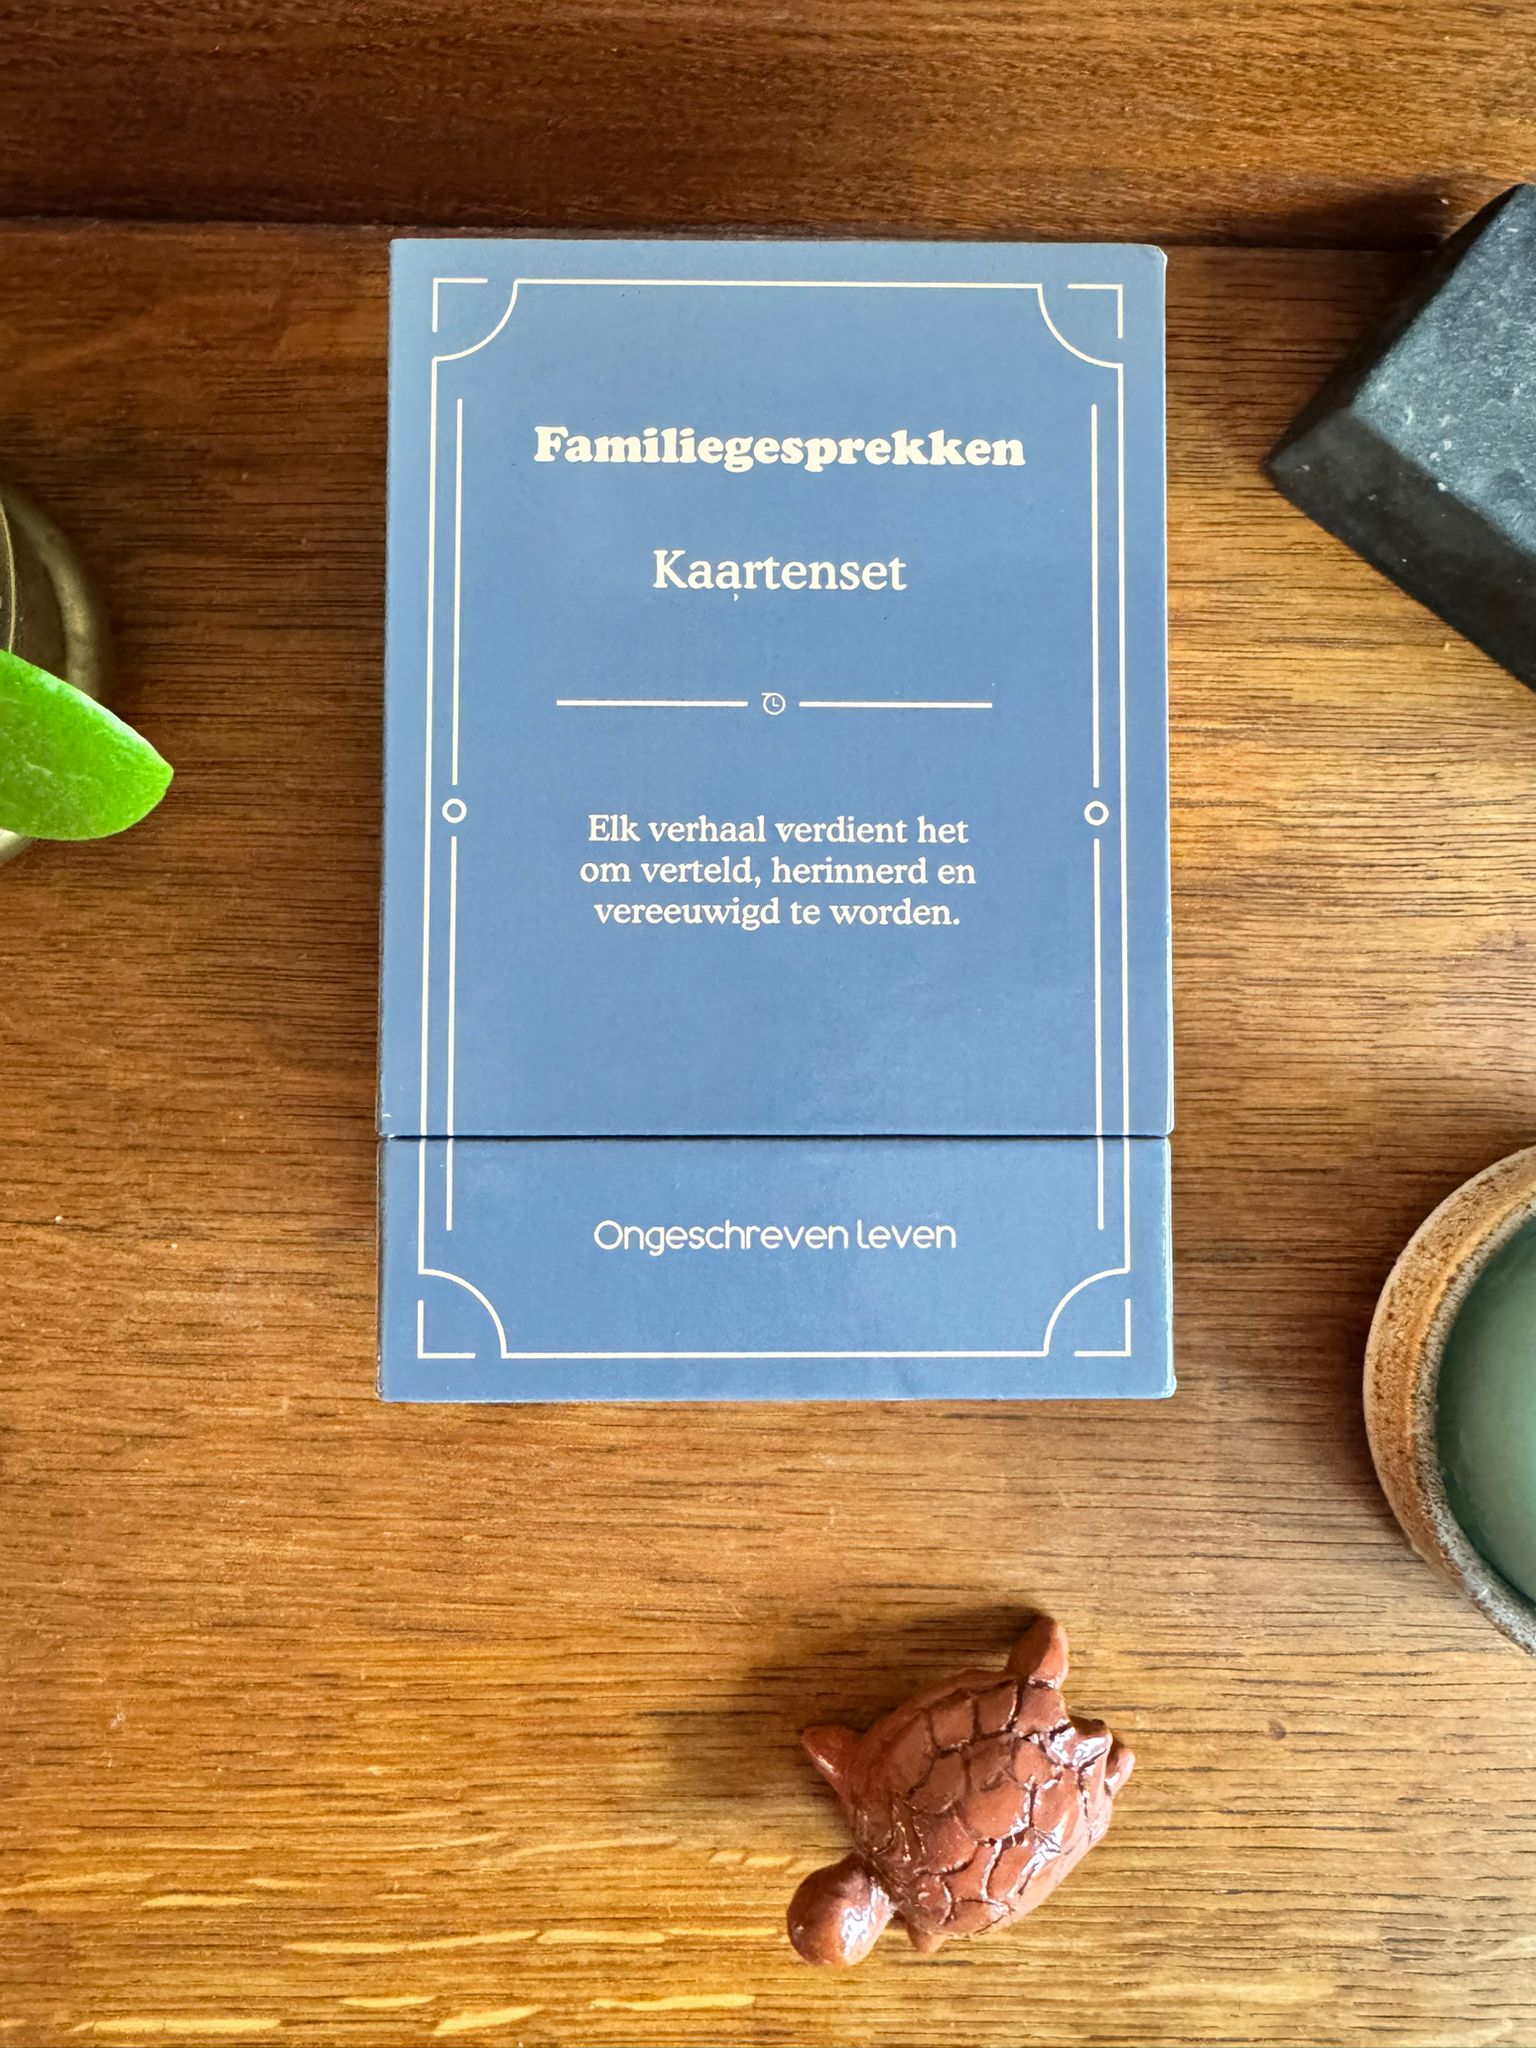 Familiegesprekken
Kaartenset
Elk verhaal verdient het
om verteld, herinnerd en
vereeuwigd te worden.
Ongeschreven leven